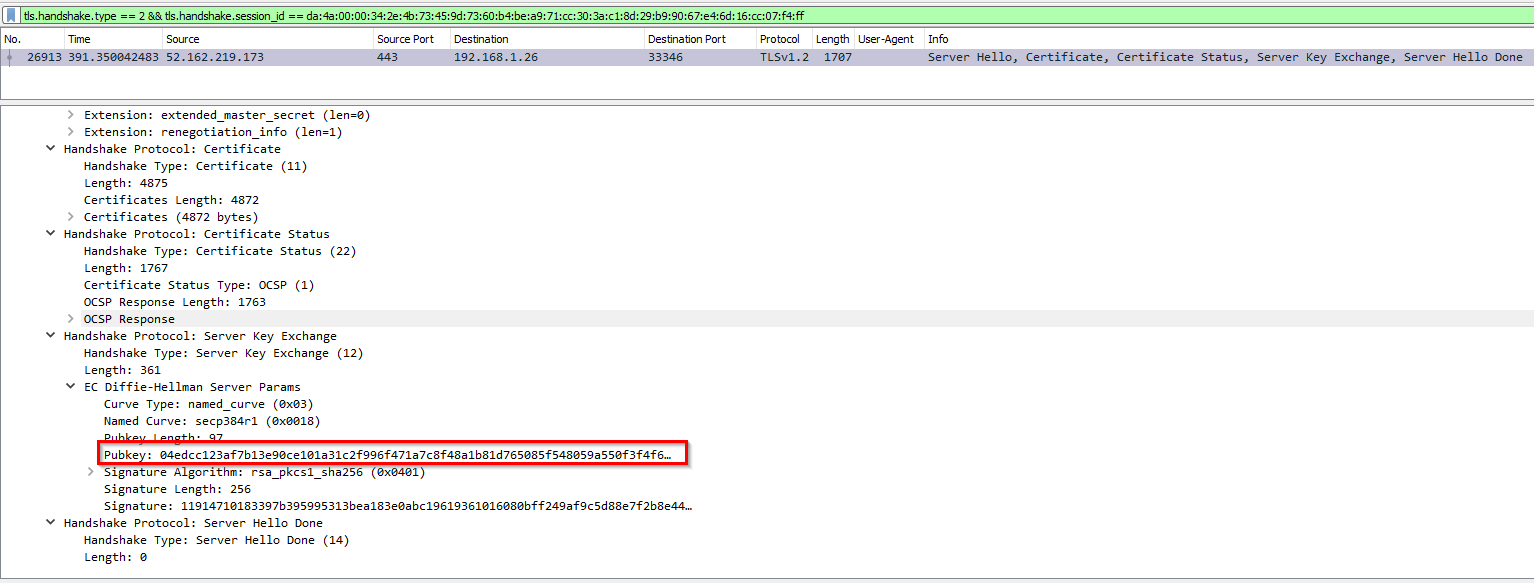 tls.handshake.type == 2 && tls.handshake.session_id == da:4a:00:00:34:2e:4b:73:45:9d:73:60:b4:be:a9:71:cc:30:3a:c1:8d:29:b9:90:67:e4:6d:16:cc:07:f4:ff
No. Time Source Source Port Destination Destination Port Protocol Length User-Agent Info
26913 391.350042483 52.162.219.173 443 192.168.1.26 33346 TLSv1.2 1707 Server Hello, Certificate, Certificate Status, Server Key Exchange, Server Hello Done
Extension: extended_master_secret (len=0)
Extension: renegotiation_info (len=1)
Handshake Protocol: Certificate
Handshake Type: Certificate (11)
Length: 4875
Certificates Length: 4872
Certificates (4872 bytes)
Handshake Protocol: Certificate Status
Handshake Type: Certificate Status (22)
Length: 1767
Certificate Status Type: OCSP (1)
OCSP Response Length: 1763
OCSP Response
Handshake Protocol: Server Key Exchange
Handshake Type: Server Key Exchange (12)
Length: 361
EC Diffie-Hellman Server Params
Curve Type: named_curve (0x03)
Named Curve: secp384r1 (0x0018)
Pubkey Length: 97
Pubkey: 04edcc123af7b13e90ce101a31c2f996f471a7c8f48a1b81d765085f548059a550f3f4f6…
Signature Algorithm: rsa_pkcs1_sha256 (0x0401)
Signature Length: 256
Signature: 11914710183397b395995313bea183e0abc19619361016080bff249af9c5d88e7f2b8e44…
Handshake Protocol: Server Hello Done
Handshake Type: Server Hello Done (14)
Length: 0